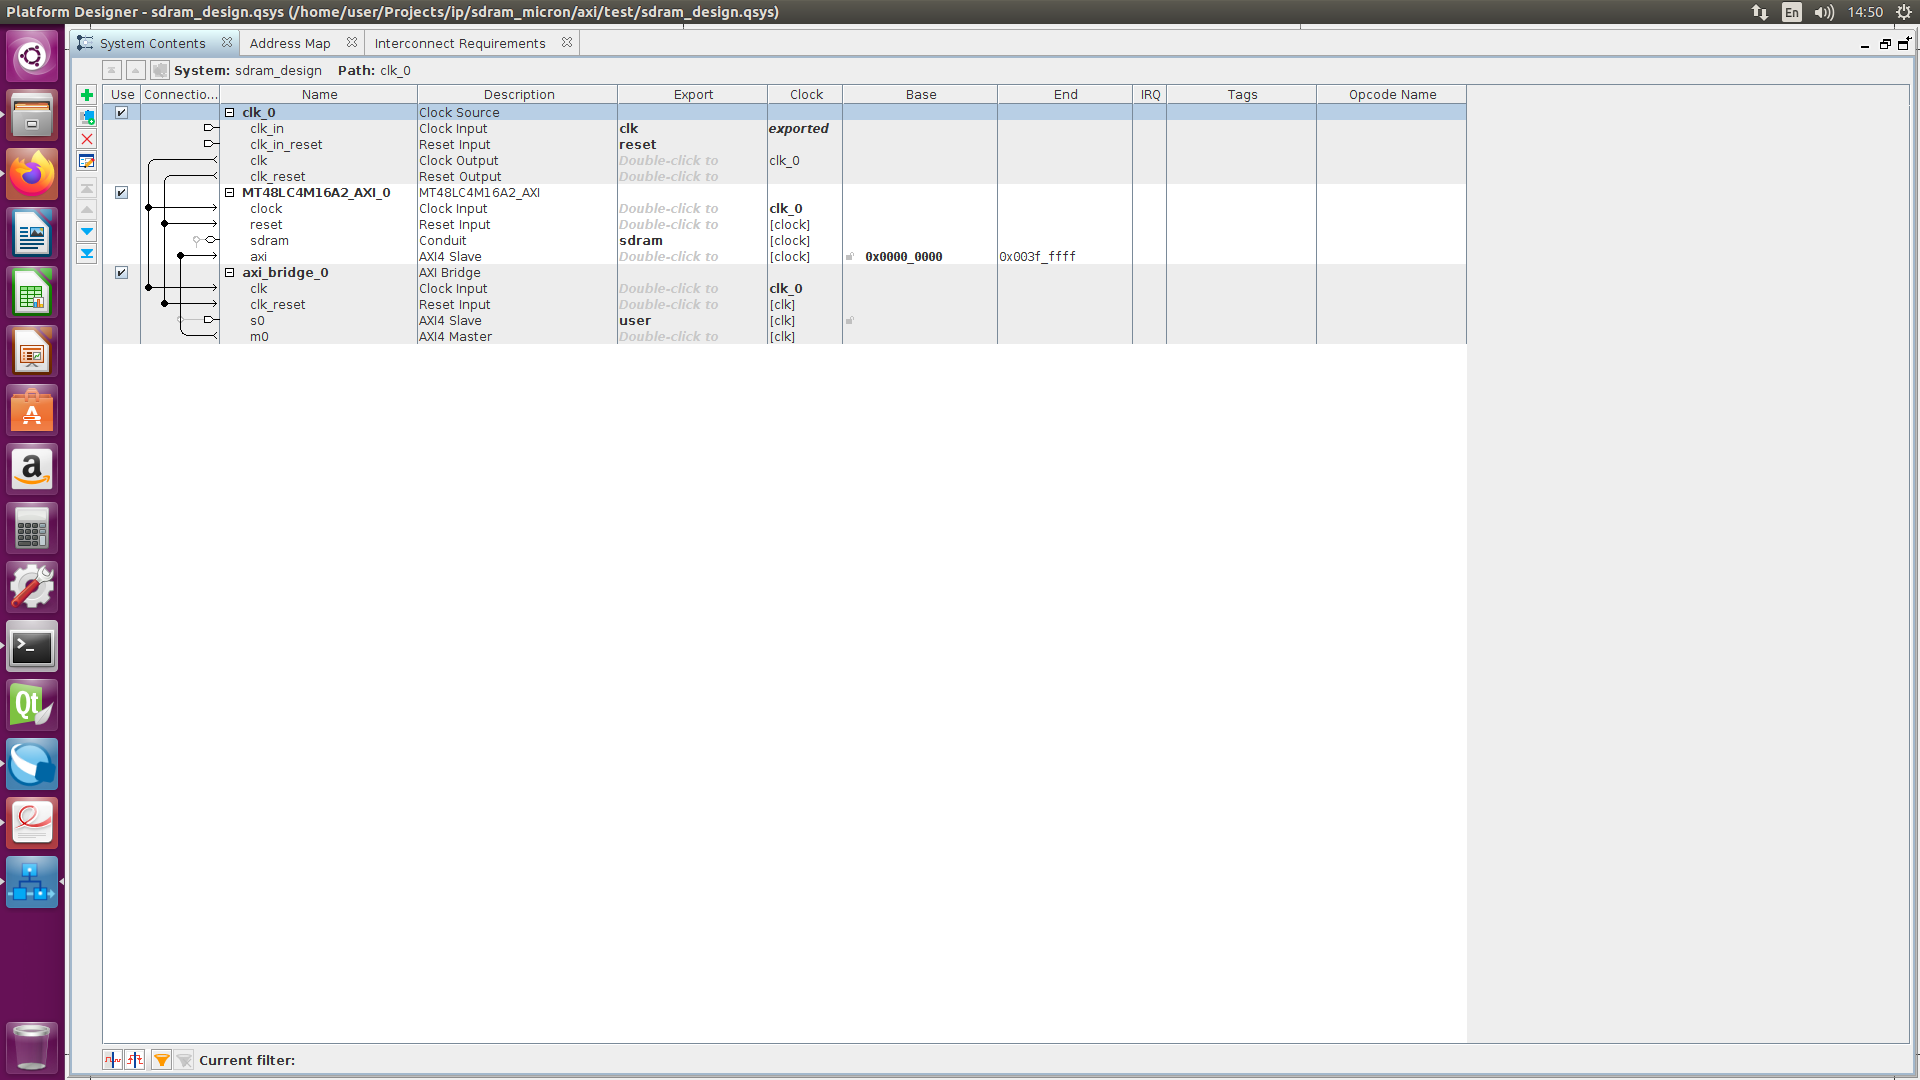 Platform Designer - sdram_design.qsys (/home/user/Projects/ip/sdram_micron/axi/test/sdram_design.qsys) En 14:50
System Contents Address Map Interconnect Requirements
System: sdram_design Path: clk_0
Use Connectio... Name Description Export Clock Base End IRQ Tags Opcode Name
clk_0 Clock Source
clk_in Clock Input clk exported
clk_in_reset Reset Input reset
clk Clock Output Double-click to clk_0
clk_reset Reset Output Double-click to
MT48LC4M16A2_AXI_0 MT48LC4M16A2_AXI
clock Clock Input Double-click to clk_0
reset Reset Input Double-click to [clock]
sdram Conduit sdram [clock]
axi AXI4 Slave Double-click to [clock] 0x0000_0000 0x003f_ffff
axi_bridge_0 AXI Bridge
clk Clock Input Double-click to clk_0
clk_reset Reset Input Double-click to [clk]
s0 AXI4 Slave user [clk]
m0 AXI4 Master Double-click to [clk]
a
Qt
Current filter: